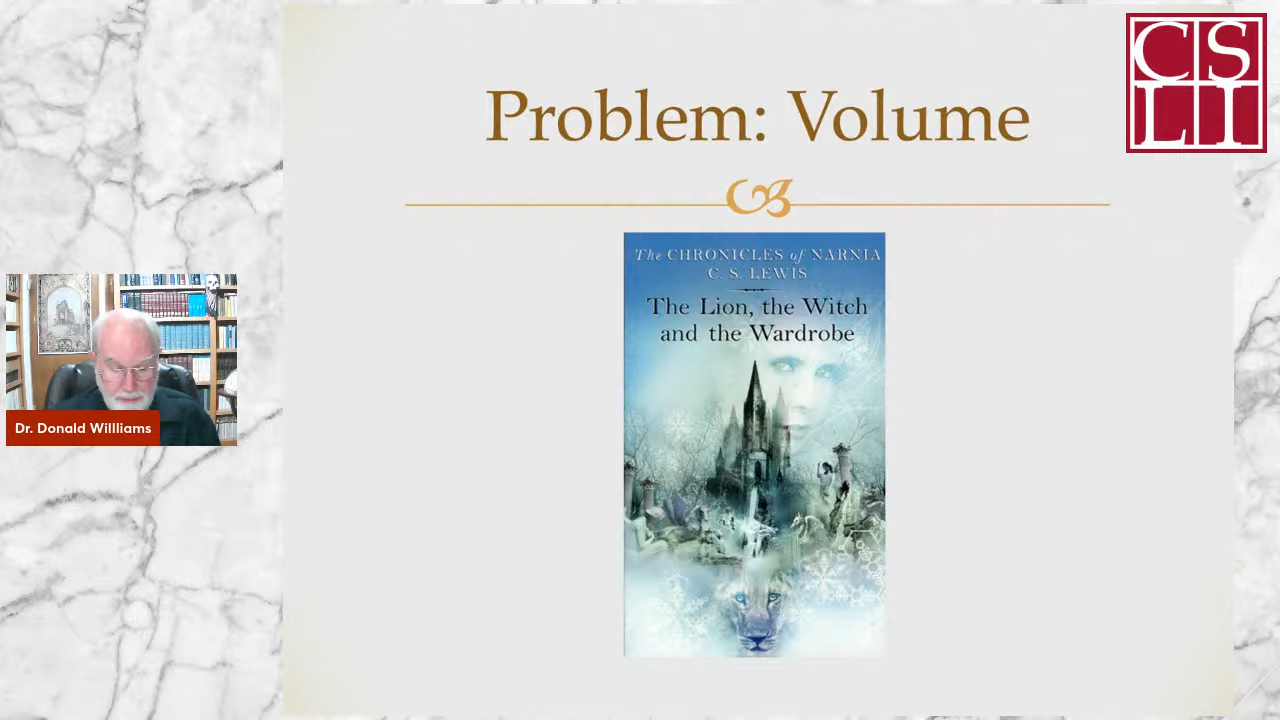 Problem: Volume
CS
LI
The CHRONICLES of NARNIA
C. S. LEWIS
The Lion, the Witch
and the Wardrobe
Dr. Donald Willliams